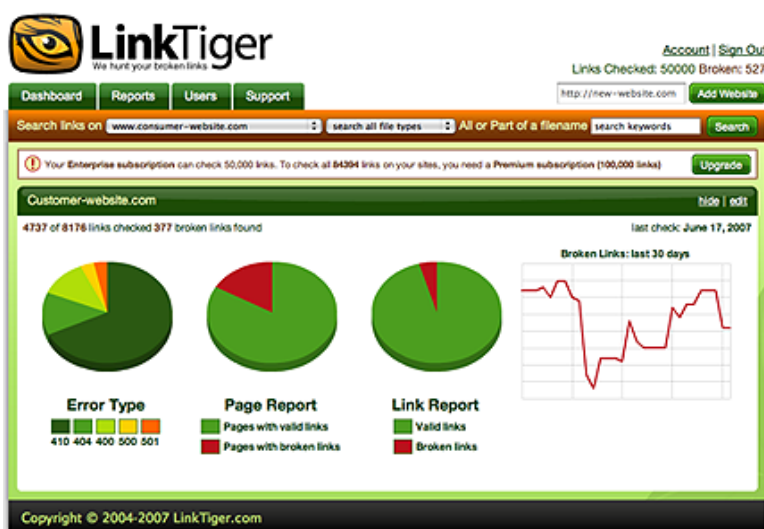 LinkTiger
We hunt your broken links
Account | Sign Out
Links Checked: 50000 Broken: 527
Dashboard Reports Users Support
http://new-website.com Add Website
Search links on www.consumer-website.com search all file types All or Part of a filename search keywords Search
Your Enterprise subscription can check 50,000 links. To check all 84394 links on your sites, you need a Premium subscription (100,000 links) Upgrade
Customer-website.com hide | edit
4737 of 8176 links checked 377 broken links found last check: June 17, 2007
Broken Links: last 30 days
Error Type
410 404 400 500 501
Page Report
Pages with valid links
Pages with broken links
Link Report
Valid links
Broken links
Copyright © 2004-2007 LinkTiger.com